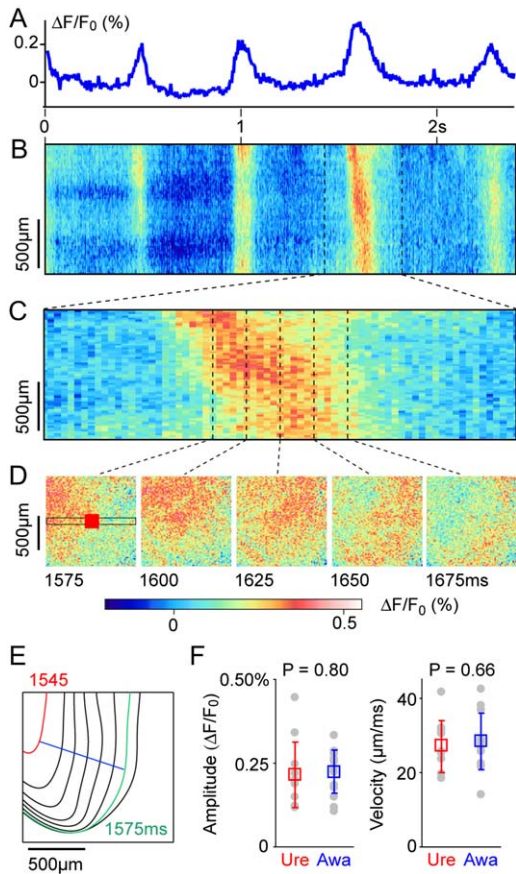 A
ΔF/F₀ (%)
0.2
0
0 1 2s
B
500μm
C
500μm
D
500μm
1575 1600 1625 1650 1675ms
0 0.5 ΔF/F₀ (%)
E
1545
1575ms
500μm
F
P = 0.80 P = 0.66
Amplitude (ΔF/F₀)
0.50%
0.25
0
Ure Awa
Velocity (μm/ms)
40
20
0
Ure Awa